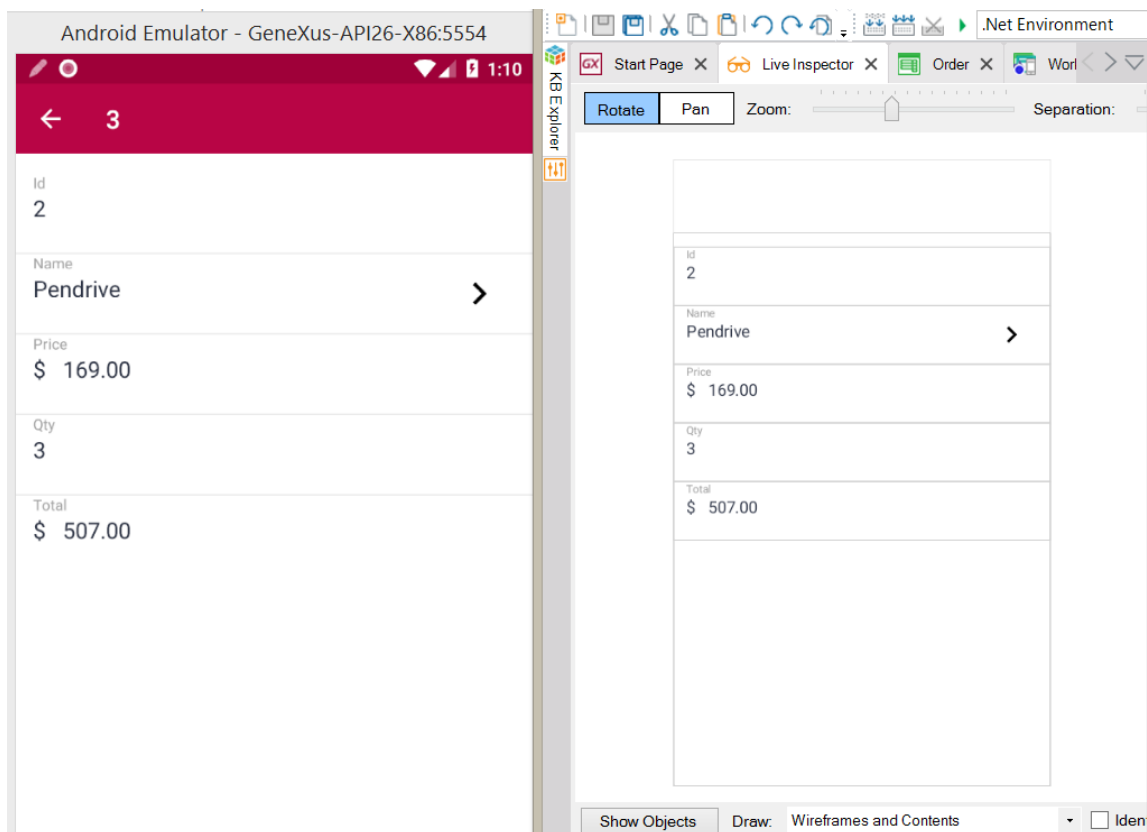 Android Emulator - GeneXus-API26-X86:5554
1:10
3
Id
2
Name
Pendrive
Price
$ 169.00
Qty
3
Total
$ 507.00
.Net Environment
KB Explorer
GX Start Page
Live Inspector
Order
Rotate
Pan
Zoom:
Separation:
Id
2
Name
Pendrive
Price
$ 169.00
Qty
3
Total
$ 507.00
Show Objects
Draw:
Wireframes and Contents